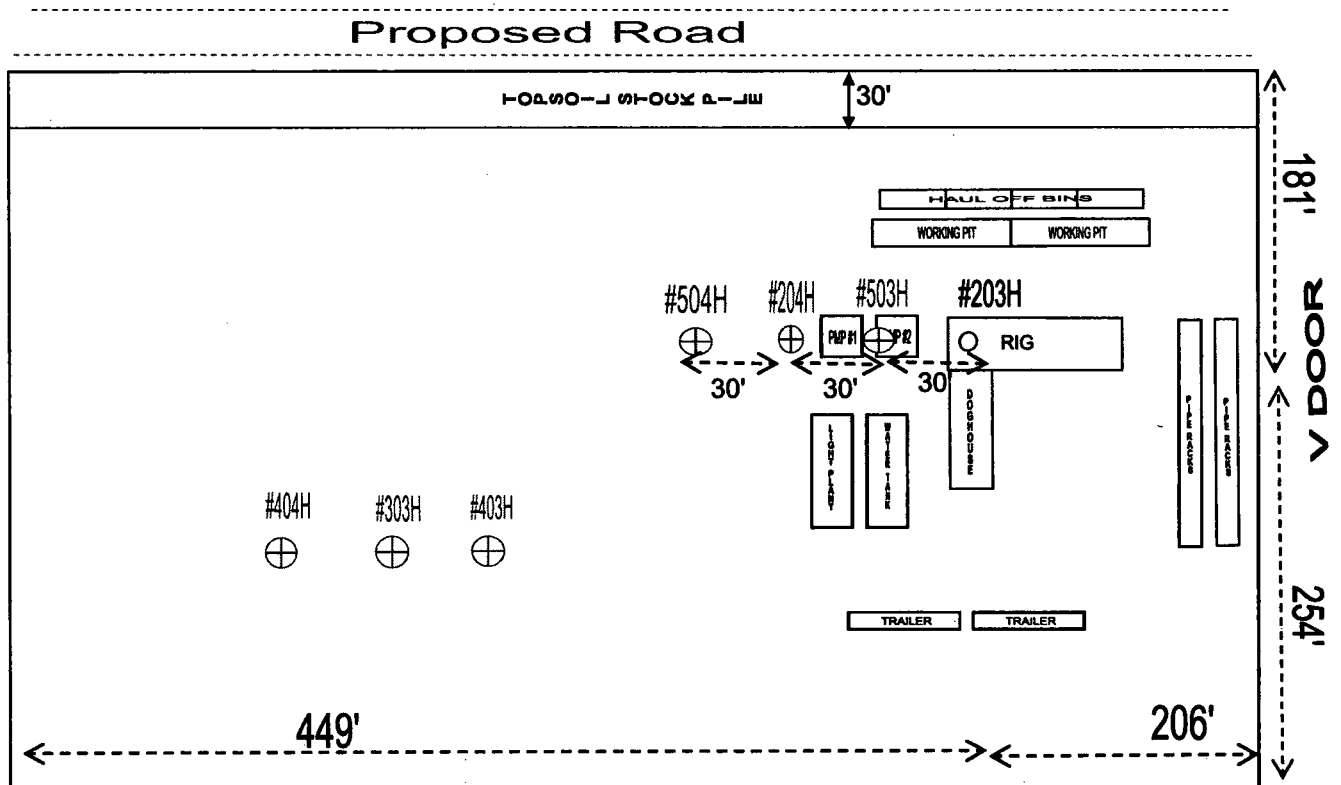 Proposed Road
TOPSOIL STOCK PILE
30'
181'
HAUL OFF BINS
WORKING PIT
WORKING PIT
#504H
#204H
#503H
#203H
PMP #1
MP #2
RIG
30'
30'
30'
V DOOR
DOGHOUSE
PIPE RACKS
PIPE RACKS
LIGHT PLANT
WATER TANK
#404H
#303H
#403H
254'
TRAILER
TRAILER
449'
206'